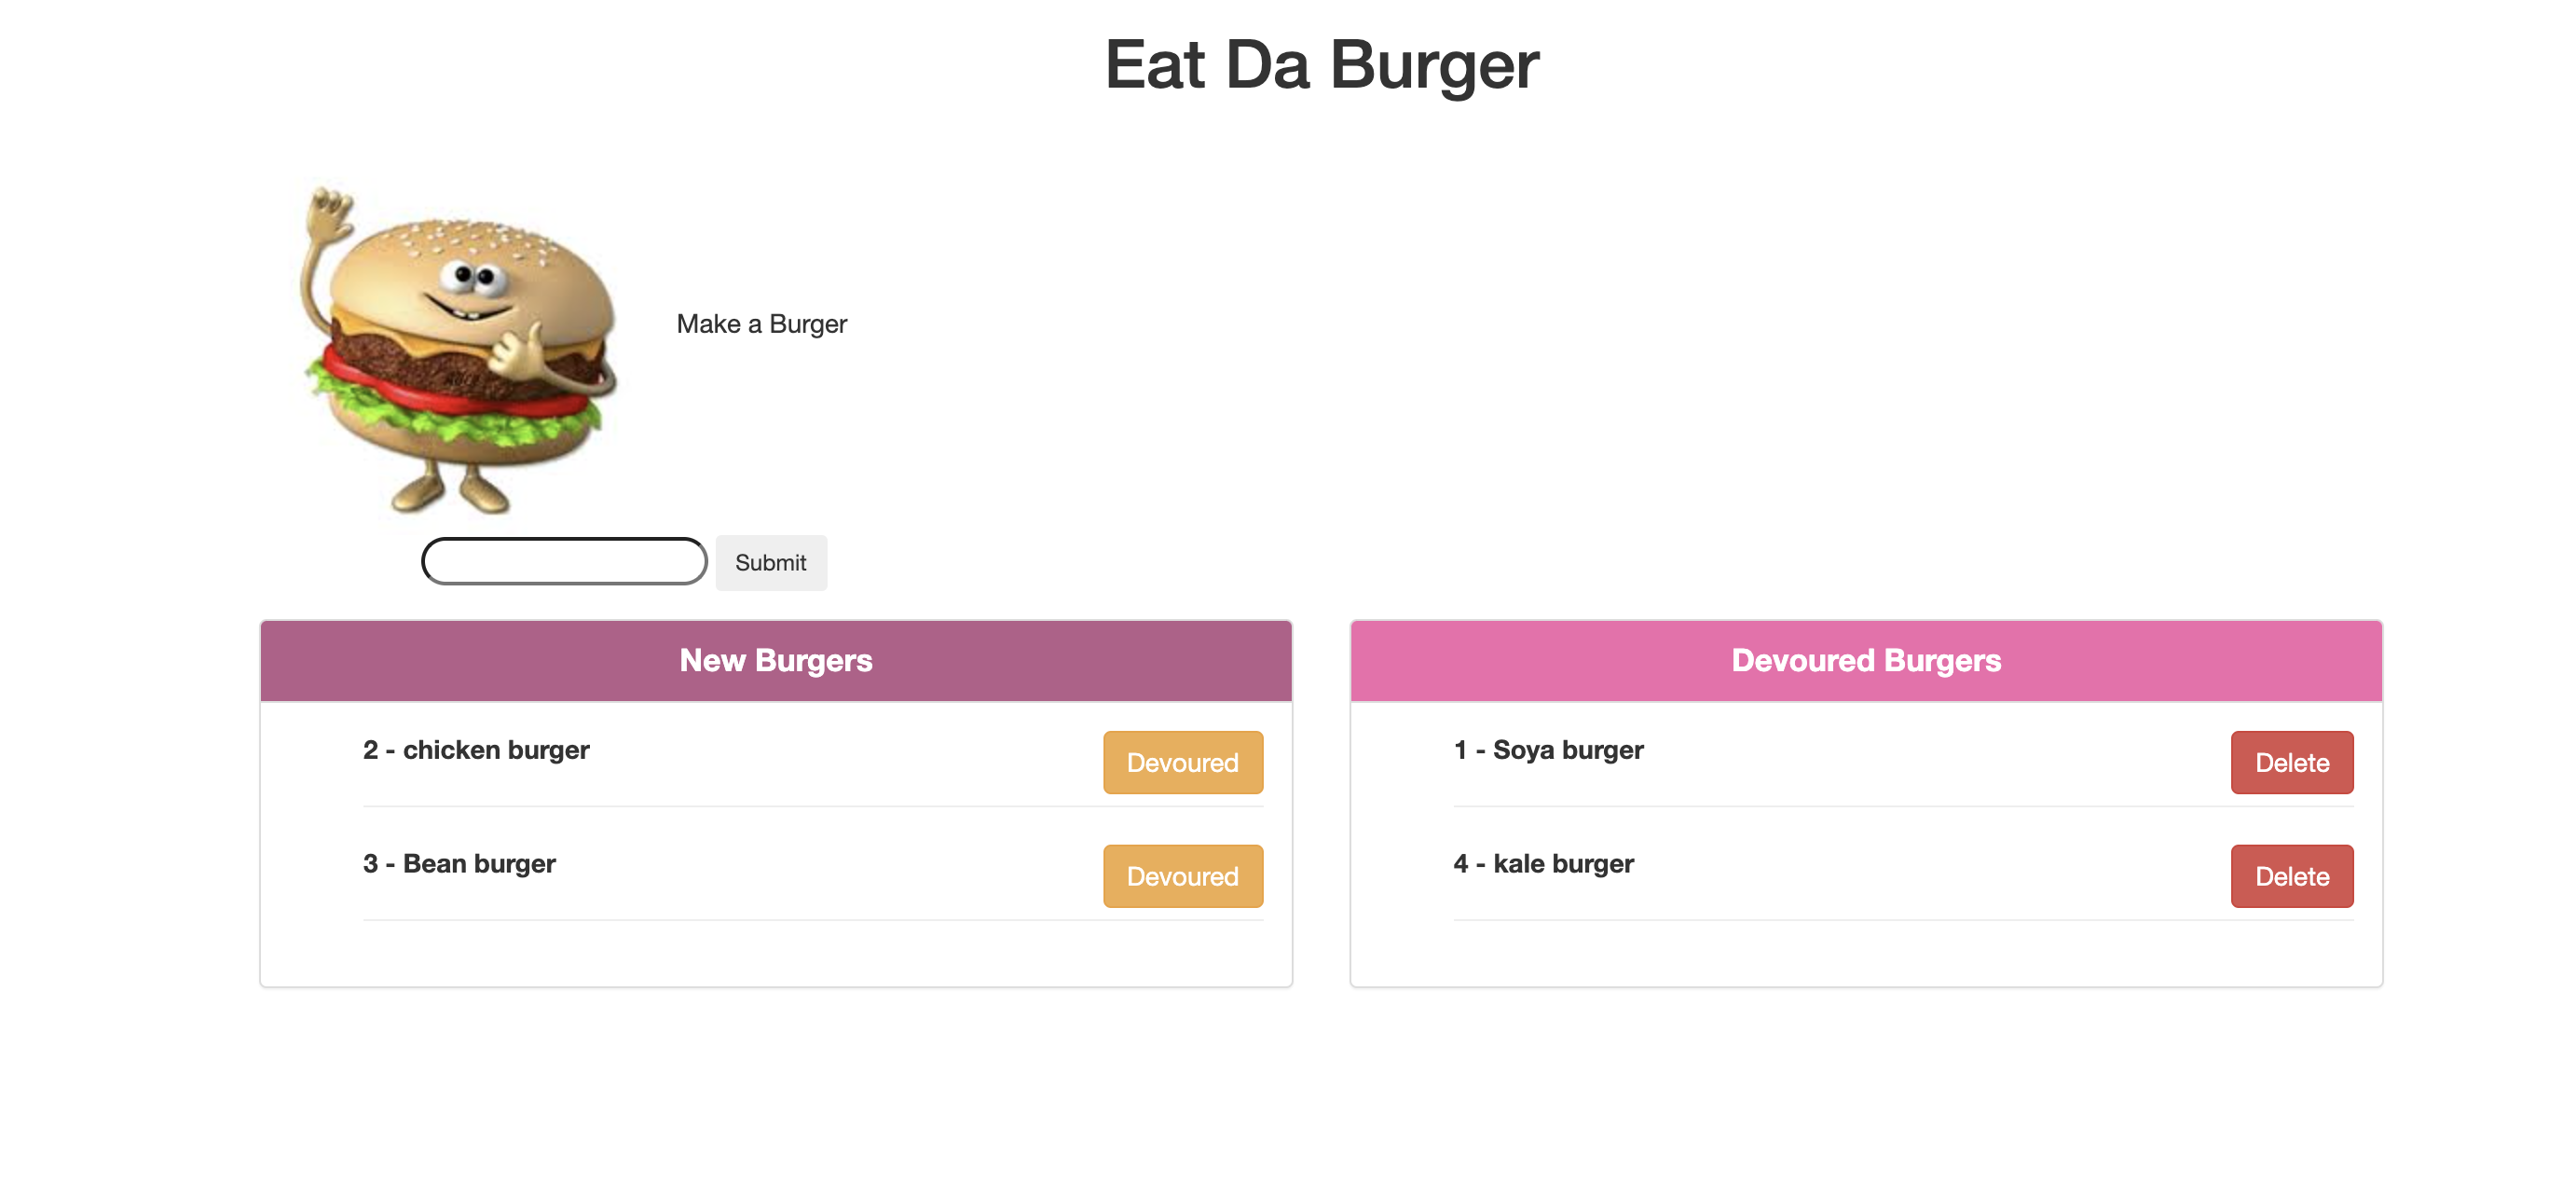 Eat Da Burger
Make a Burger
Submit
New Burgers
2 - chicken burger
Devoured
3 - Bean burger
Devoured
Devoured Burgers
1 - Soya burger
Delete
4 - kale burger
Delete